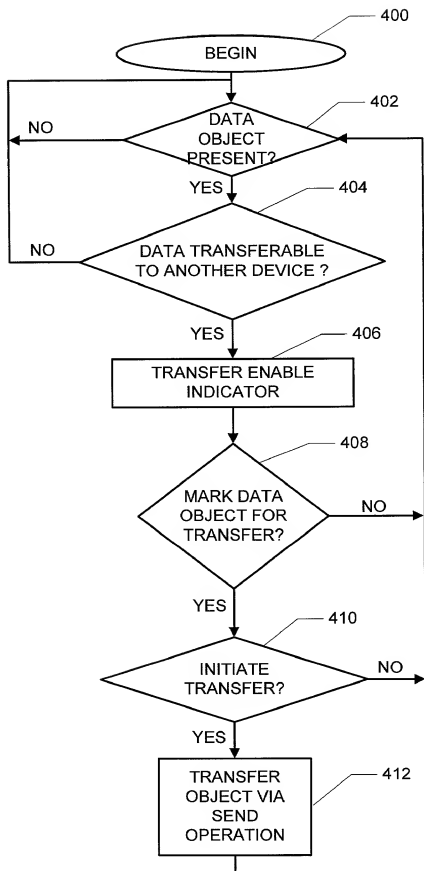 400
BEGIN
402
DATA
OBJECT
PRESENT?
NO
YES
404
DATA TRANSFERABLE
TO ANOTHER DEVICE ?
NO
YES
406
TRANSFER ENABLE
INDICATOR
408
MARK DATA
OBJECT FOR
TRANSFER?
NO
YES
410
INITIATE
TRANSFER?
NO
YES
412
TRANSFER
OBJECT VIA
SEND
OPERATION